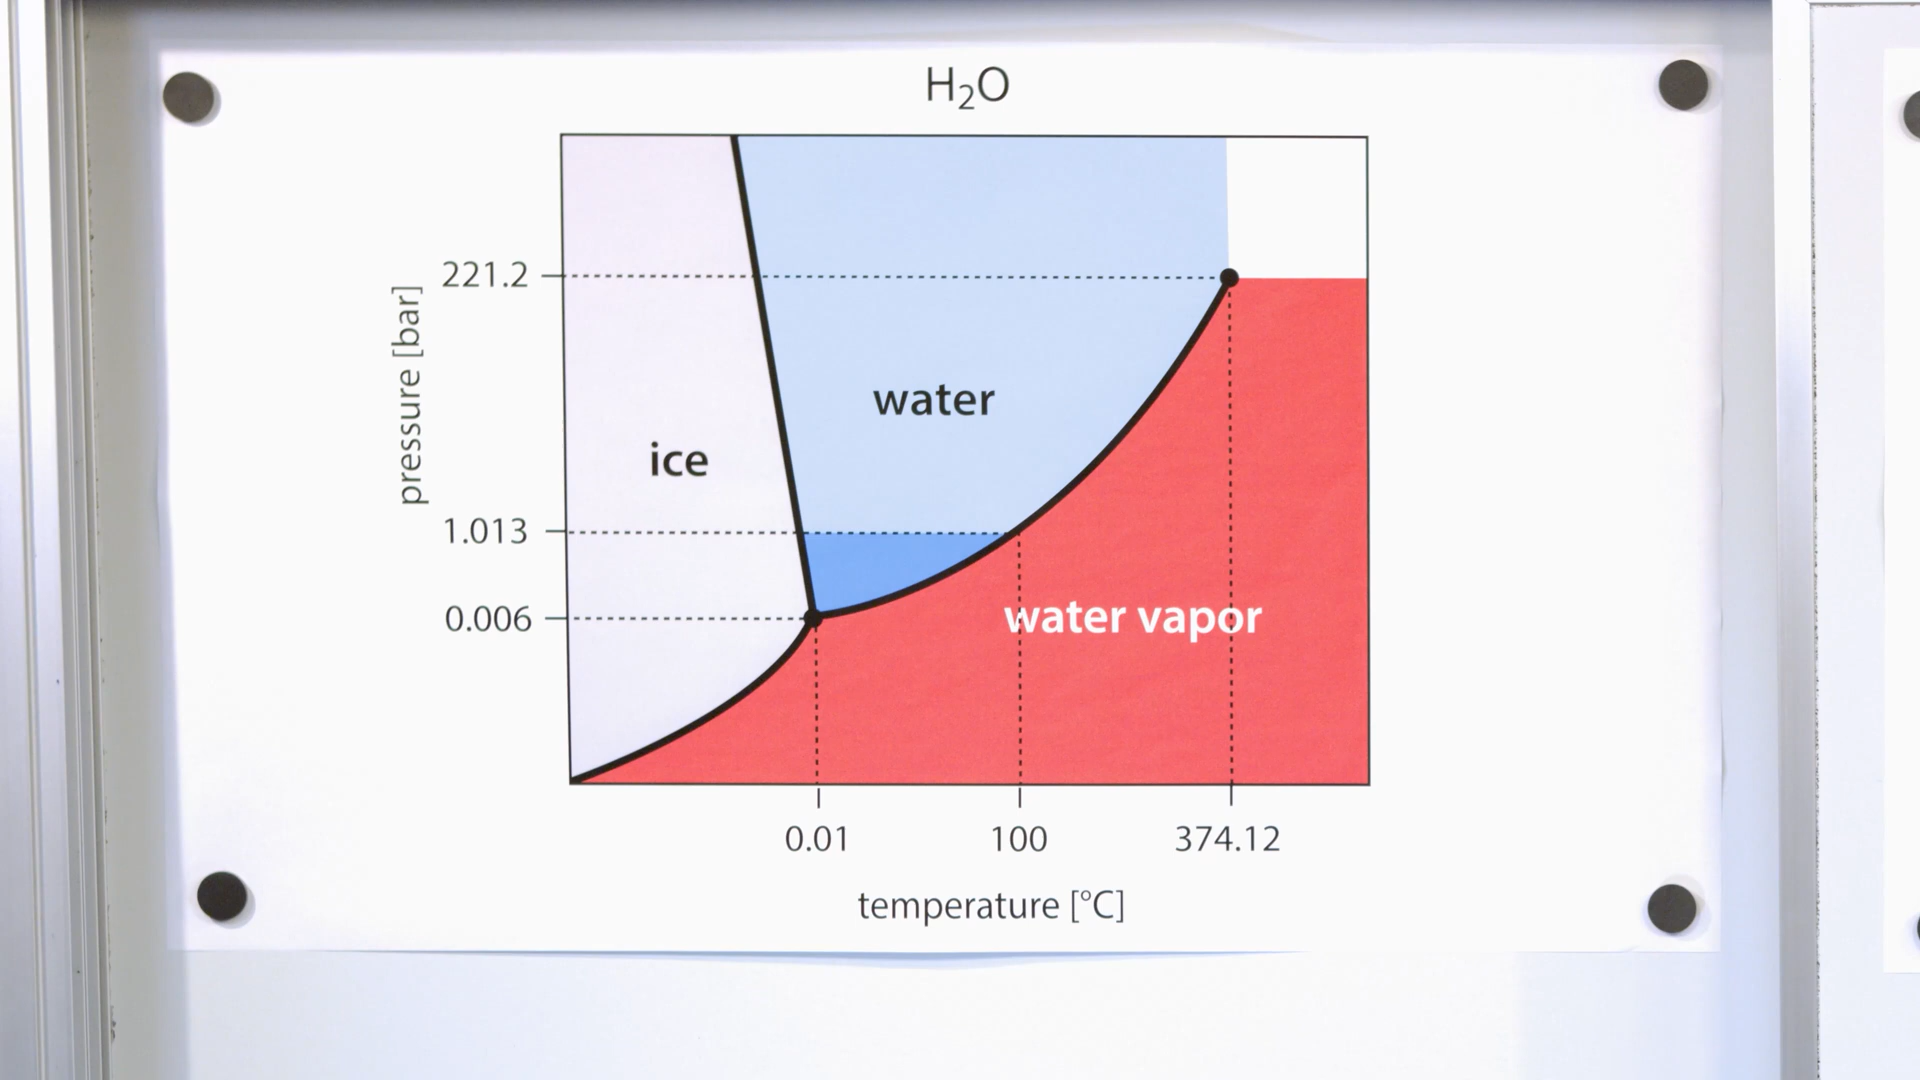 H₂O
221.2
pressure [bar]
water
ice
1.013
0.006
water vapor
0.01 100 374.12
temperature [°C]